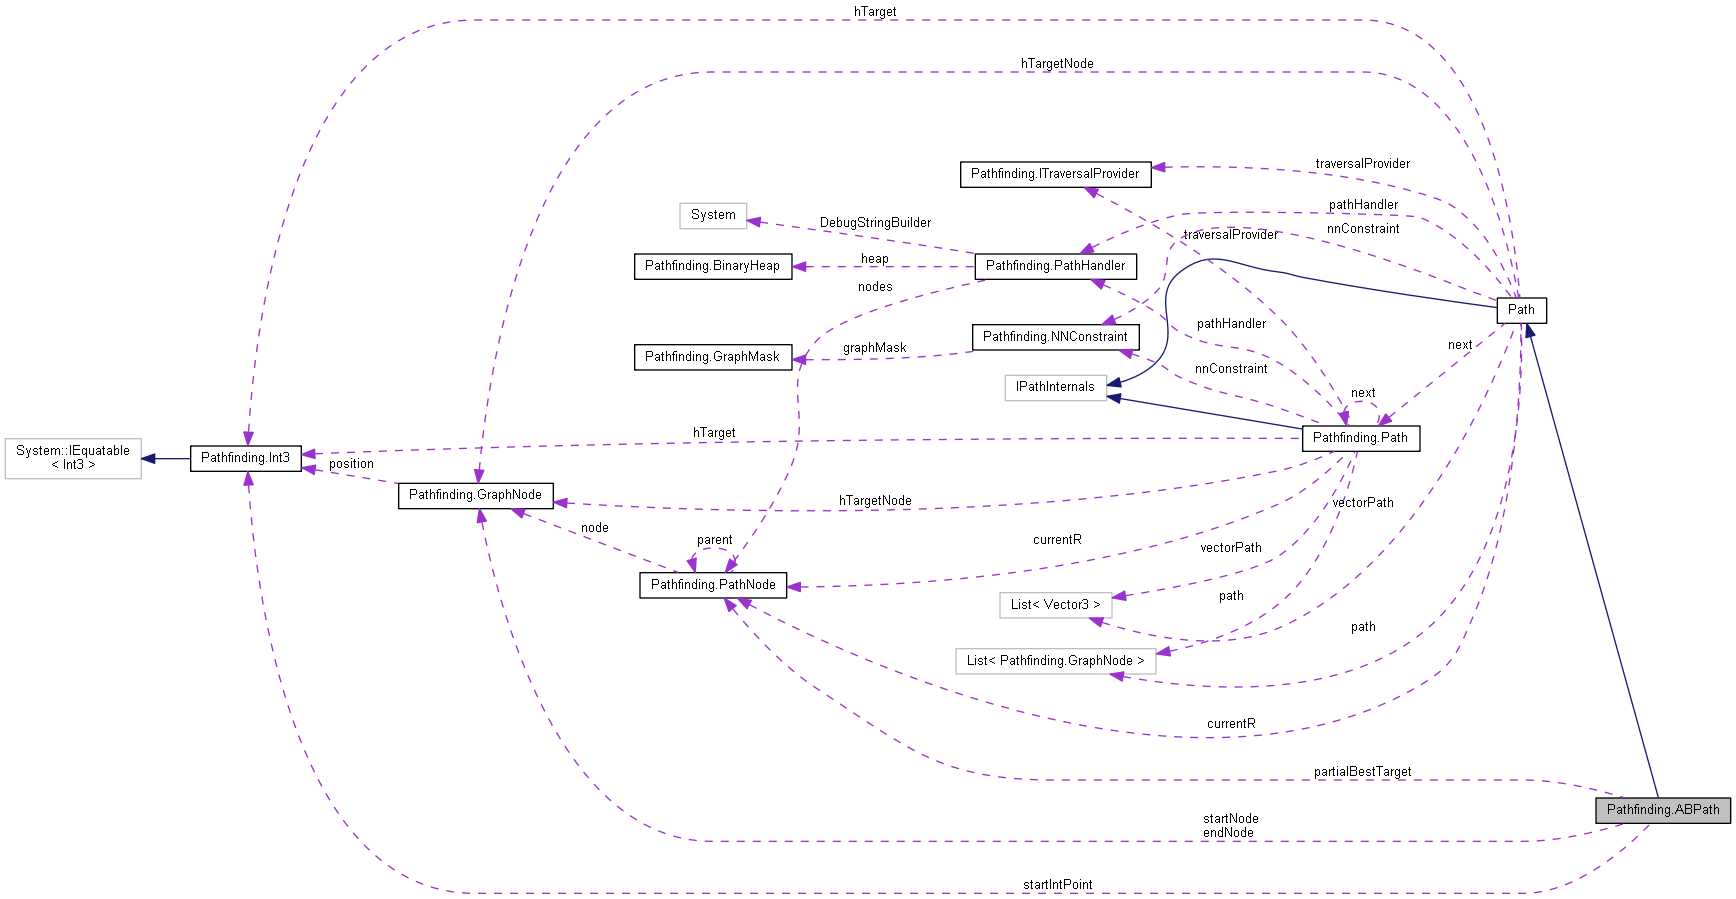 hTarget
hTargetNode
traversalProvider
Pathfinding.ITraversalProvider
pathHandler
System
DebugStringBuilder
nnConstraint
traversalProvider
Pathfinding.BinaryHeap
heap
Pathfinding.PathHandler
nodes
Path
pathHandler
Pathfinding.NNConstraint
next
Pathfinding.GraphMask
graphMask
nnConstraint
IPathInternals
next
hTarget
Pathfinding.Path
System::IEquatable
< Int3 >
Pathfinding.Int3
position
Pathfinding.GraphNode
hTargetNode
vectorPath
node
parent
currentR
vectorPath
Pathfinding.PathNode
path
List< Vector3 >
path
List< Pathfinding.GraphNode >
currentR
partialBestTarget
Pathfinding.ABPath
startNode
endNode
startIntPoint